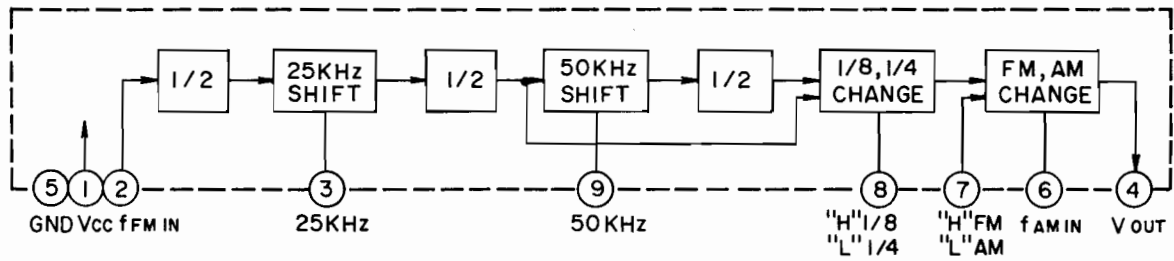 1/2
25KHz
SHIFT
1/2
50KHz
SHIFT
1/2
1/8, 1/4
CHANGE
FM, AM
CHANGE
5 1 2 3 9 8 7 6 4
GND VCC fFM IN 25KHz 50KHz "H"1/8 "H"FM fAM IN VOUT
"L"1/4 "L"AM